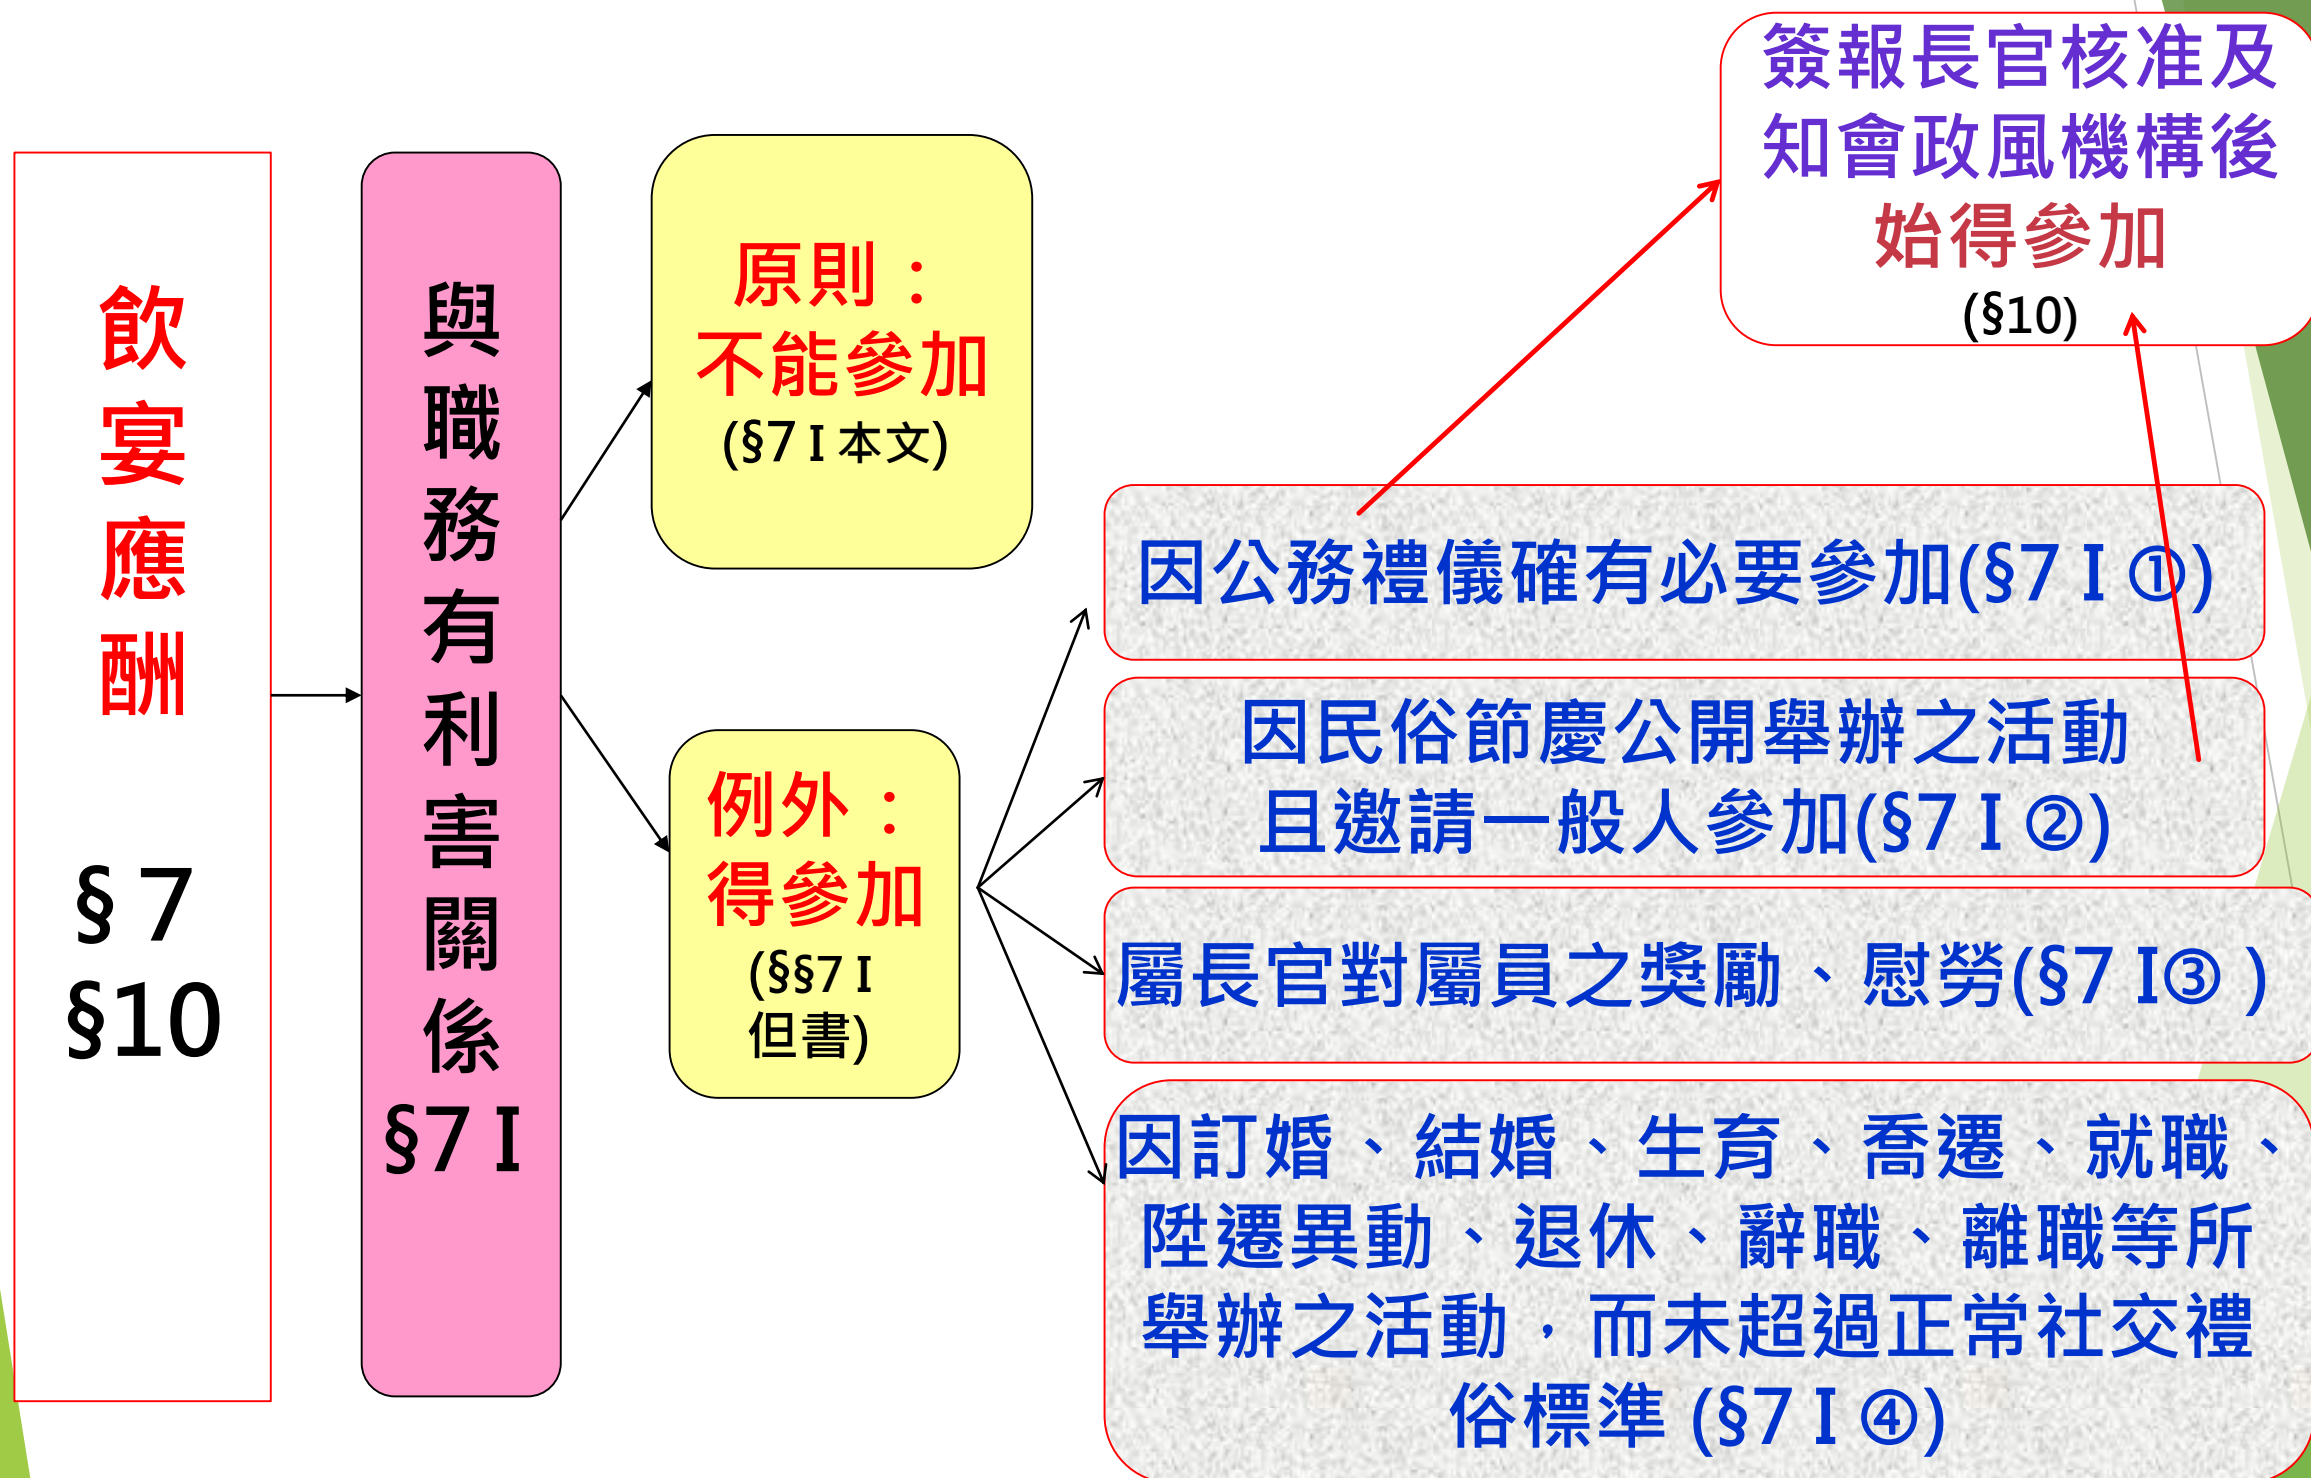 飲宴應酬
§ 7
§10
與職務有利害關係
§7 I
原則：
不能參加
(§7 I 本文)
例外：
得參加
(§§7 I
但書)
簽報長官核准及
知會政風機構後
始得參加
(§10)
因公務禮儀確有必要參加(§7 I ①)
因民俗節慶公開舉辦之活動
且邀請一般人參加(§7 I ②)
屬長官對屬員之獎勵、慰勞(§7 I③ )
因訂婚、結婚、生育、喬遷、就職、
陞遷異動、退休、辭職、離職等所
舉辦之活動，而未超過正常社交禮
俗標準 (§7 I ④)